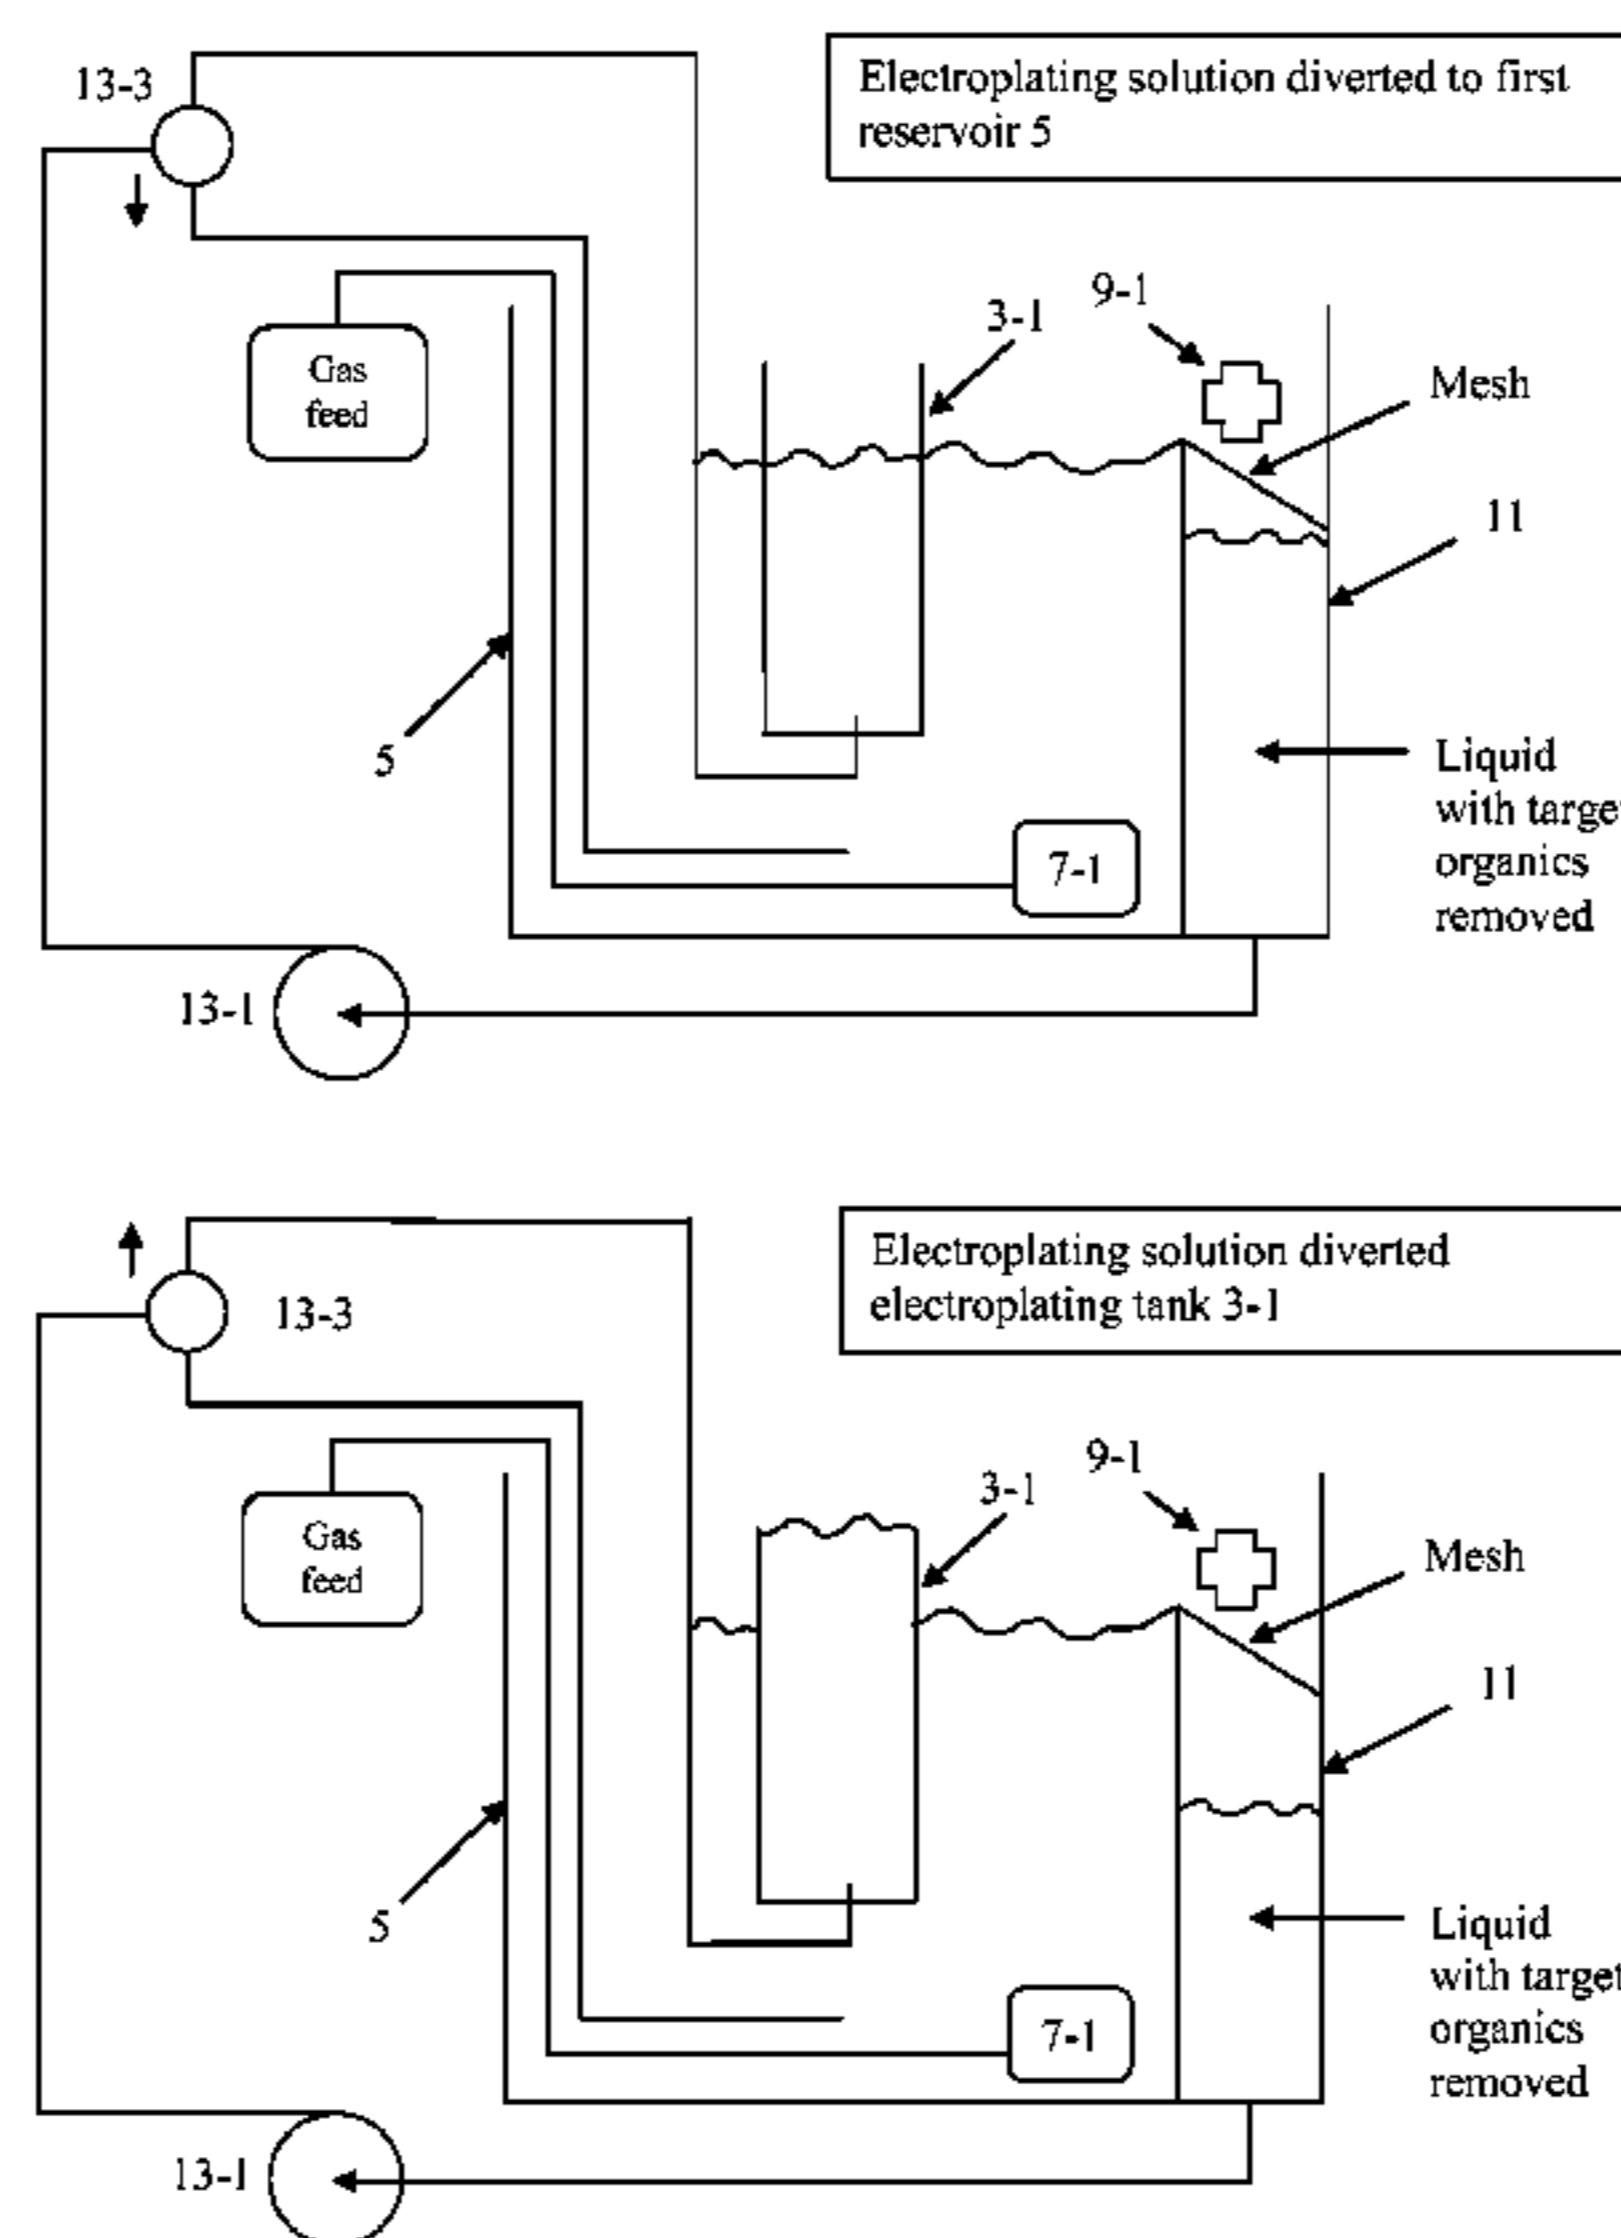 13-3
Electroplating solution diverted to first
reservoir 5
9-1
3-1
Gas
feed
Mesh
11
5
Liquid
with targe
organics
removed
7-1
13-1
Electroplating solution diverted
electroplating tank 3-1
13-3
9-1
3-1
Gas
feed
Mesh
11
5
Liquid
with target
organics
removed
7-1
13-1